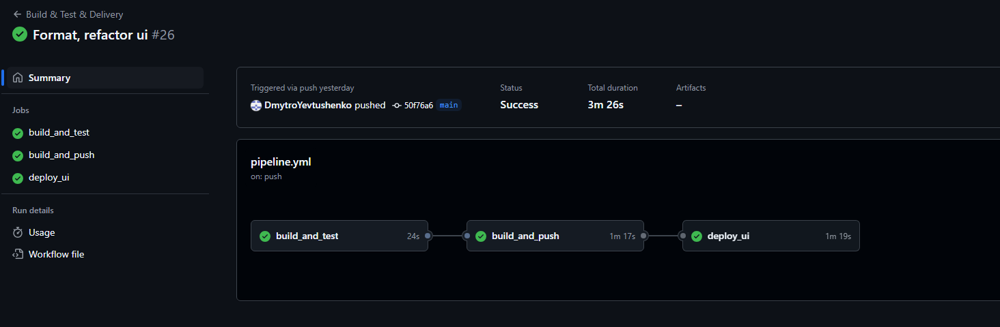 Build & Test & Delivery
Format, refactor ui #26
Summary
Jobs
build_and_test
build_and_push
deploy_ui
Run details
Usage
Workflow file
Triggered via push yesterday
DmytroYevtushenko pushed 50f76a6 main
Status
Success
Total duration
3m 26s
Artifacts
–
pipeline.yml
on: push
build_and_test 24s
build_and_push 1m 17s
deploy_ui 1m 19s